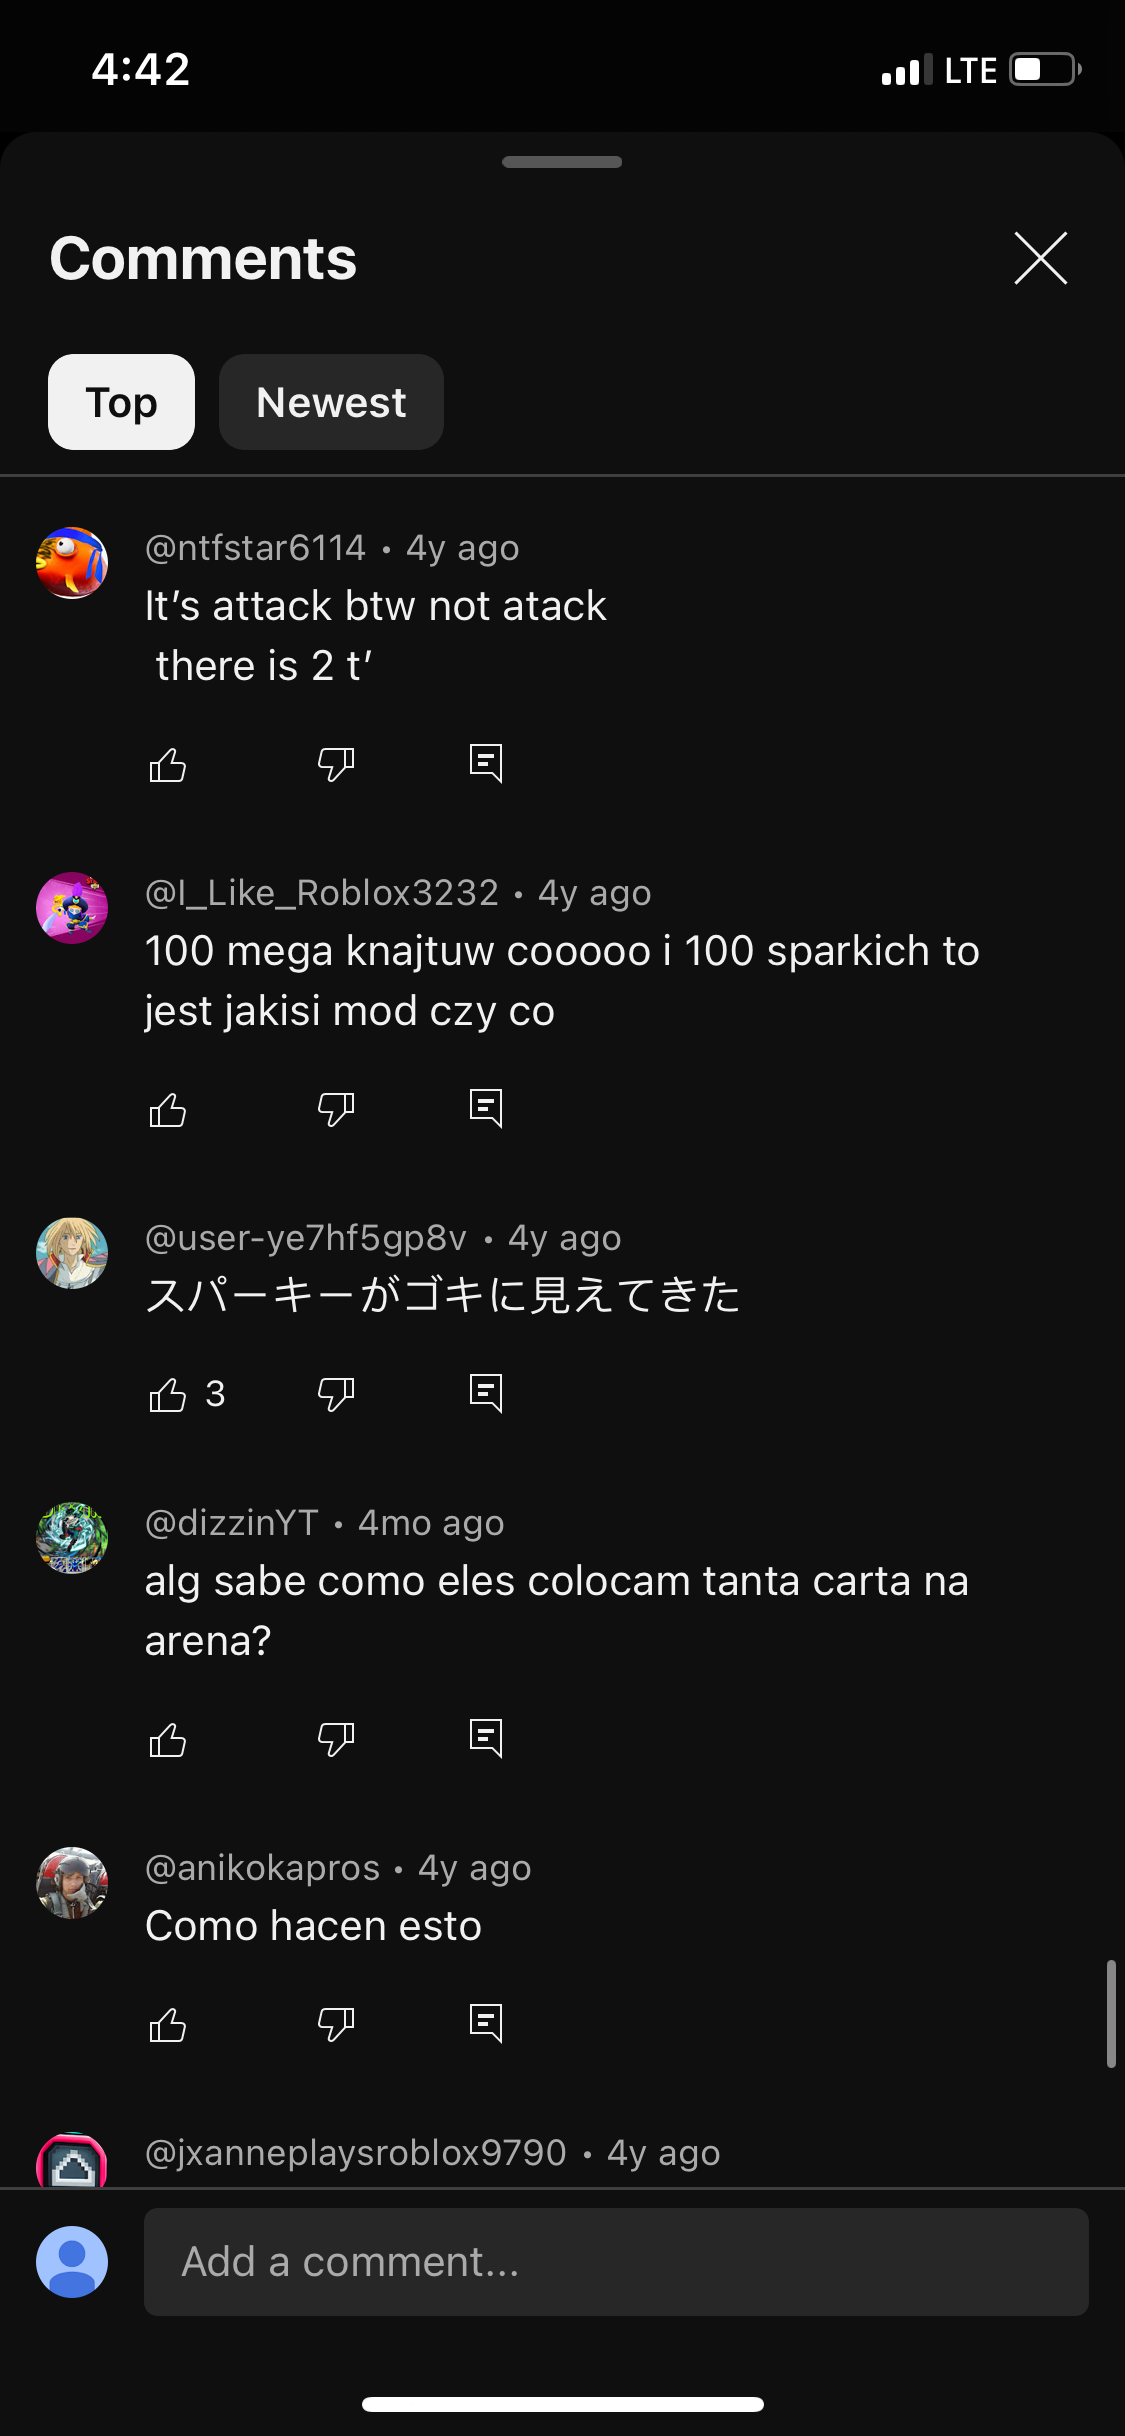 4:42
LTE
Comments
Top
Newest
@ntfstar6114 • 4y ago
It’s attack btw not atack
there is 2 t’
@I_Like_Roblox3232 • 4y ago
100 mega knajtuw cooooo i 100 sparkich to
jest jakisi mod czy co
@user-ye7hf5gp8v • 4y ago
スパーキーがゴキに見えてきた
3
@dizzinYT • 4mo ago
alg sabe como eles colocam tanta carta na
arena?
@anikokapros • 4y ago
Como hacen esto
@jxanneplaysroblox9790 • 4y ago
Add a comment...